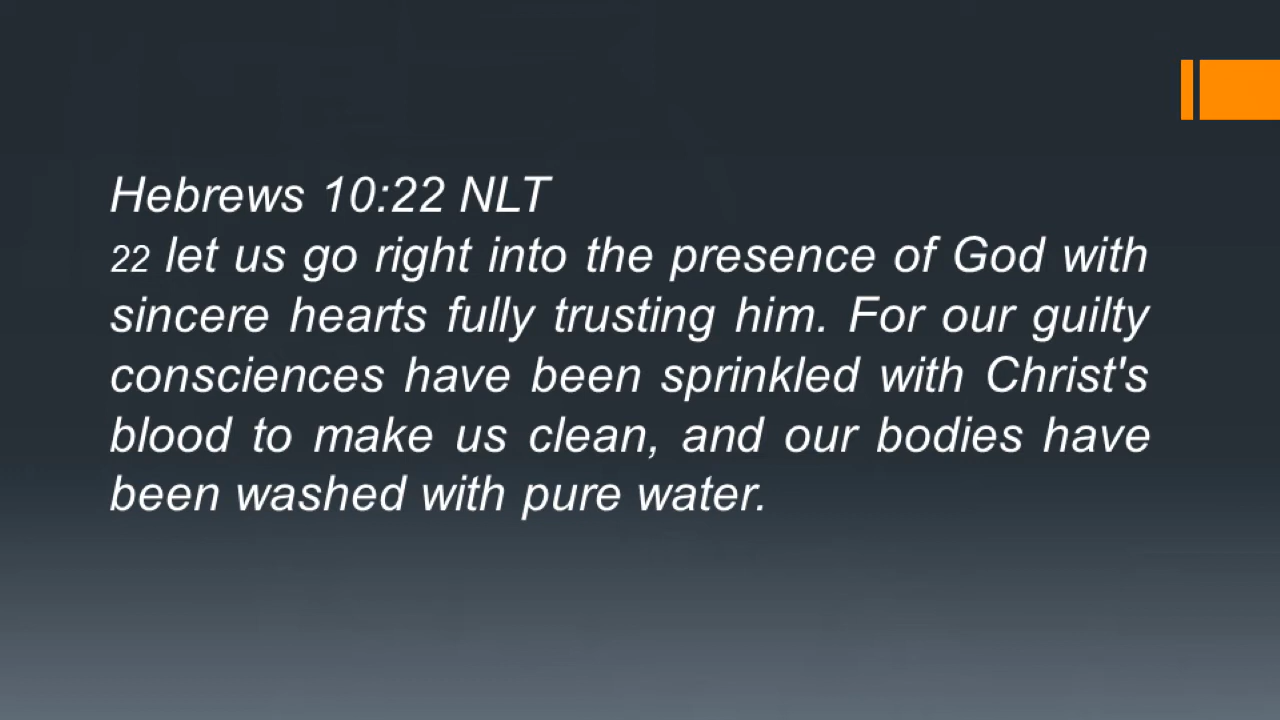 Hebrews 10:22 NLT
22 let us go right into the presence of God with
sincere hearts fully trusting him. For our guilty
consciences have been sprinkled with Christ's
blood to make us clean, and our bodies have
been washed with pure water.